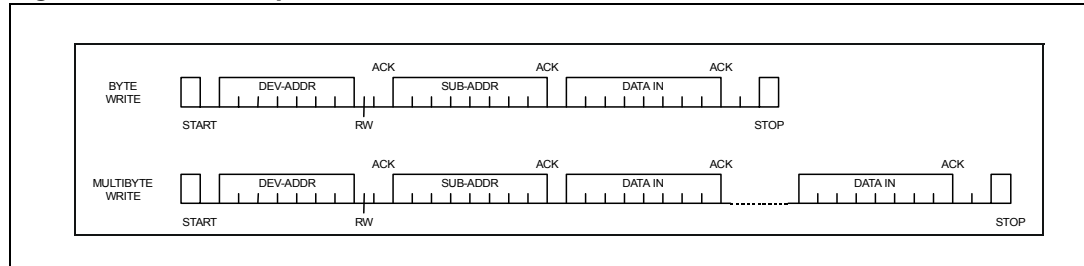 ACK ACK ACK
BYTE WRITE DEV-ADDR SUB-ADDR DATA IN
START RW STOP
ACK ACK ACK ACK
MULTIBYTE WRITE DEV-ADDR SUB-ADDR DATA IN DATA IN
START RW STOP